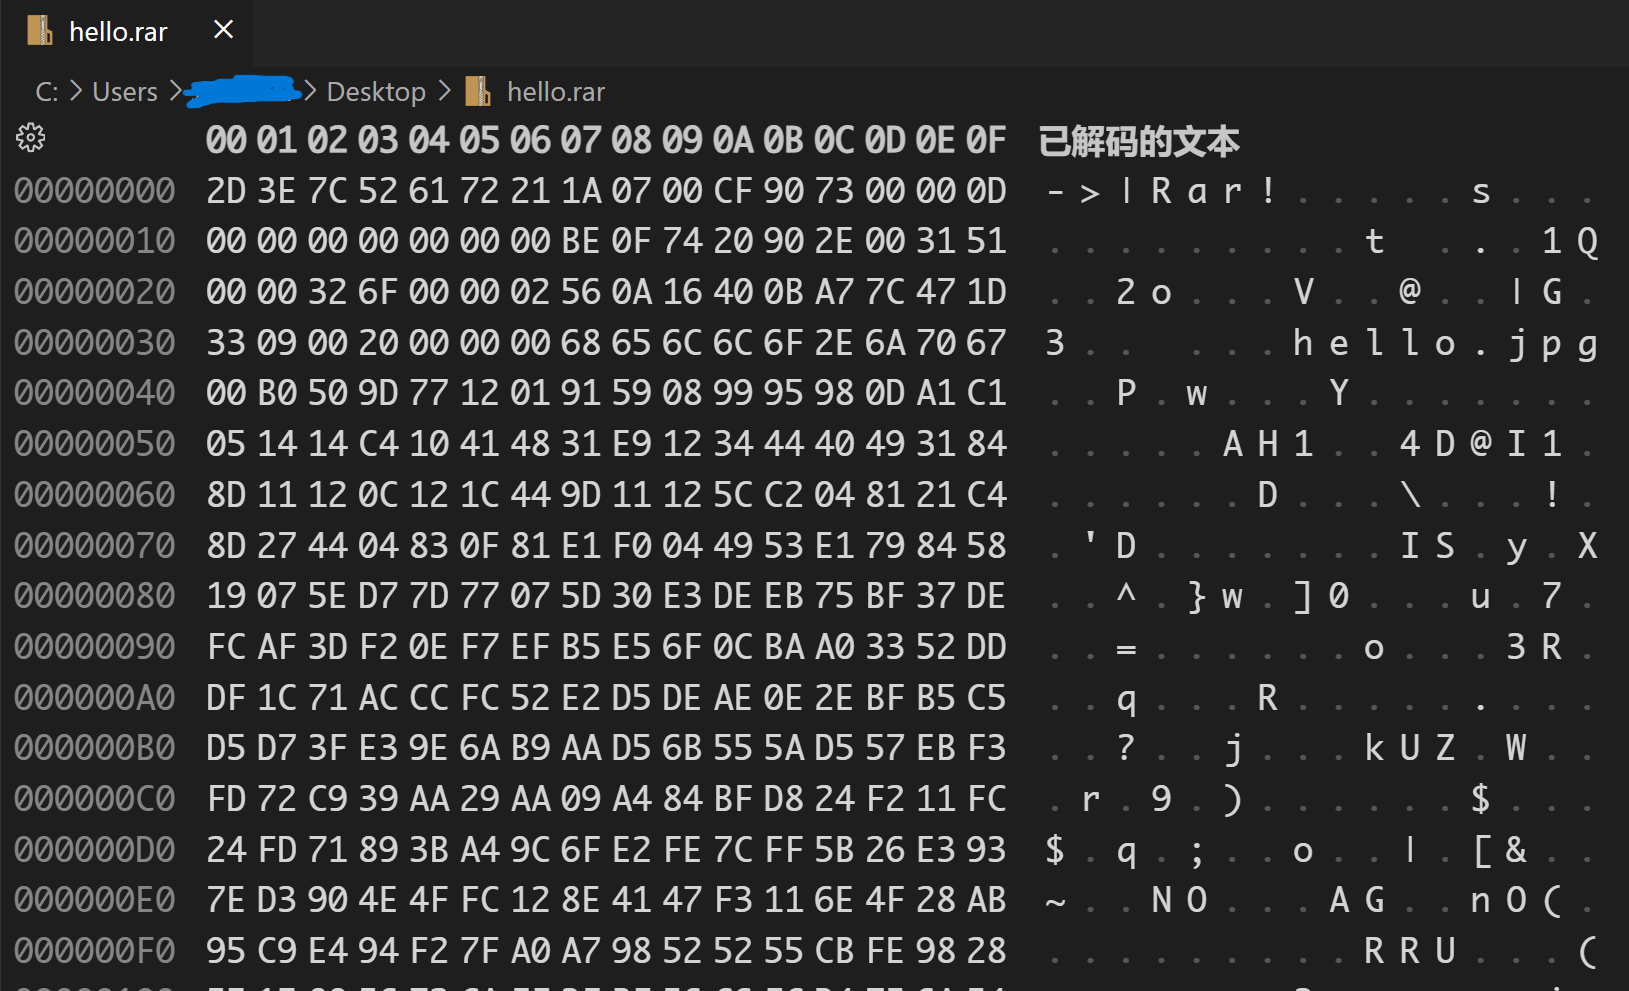 hello.rar
C: > Users > > Desktop > hello.rar
00 01 02 03 04 05 06 07 08 09 0A 0B 0C 0D 0E 0F 已解码的文本
00000000 2D 3E 7C 52 61 72 21 1A 07 00 CF 90 73 00 00 0D - > | R a r ! . . . . . s . . .
00000010 00 00 00 00 00 00 00 BE 0F 74 20 90 2E 00 31 51 . . . . . . . . . t   . . . 1 Q
00000020 00 00 32 6F 00 00 02 56 0A 16 40 0B A7 7C 47 1D . . 2 o . . . V . . @ . . | G .
00000030 33 09 00 20 00 00 00 68 65 6C 6C 6F 2E 6A 70 67 3 . .   . . . h e l l o . j p g
00000040 00 B0 50 9D 77 12 01 91 59 08 99 95 98 0D A1 C1 . . P . w . . . Y . . . . . . .
00000050 05 14 14 C4 10 41 48 31 E9 12 34 44 40 49 31 84 . . . . . A H 1 . . 4 D @ I 1 .
00000060 8D 11 12 0C 12 1C 44 9D 11 12 5C C2 04 81 21 C4 . . . . . . D . . . \ . . . ! .
00000070 8D 27 44 04 83 0F 81 E1 F0 04 49 53 E1 79 84 58 . ' D . . . . . . . I S . y . X
00000080 19 07 5E D7 7D 77 07 5D 30 E3 DE EB 75 BF 37 DE . . ^ . } w . ] 0 . . . u . 7 .
00000090 FC AF 3D F2 0E F7 EF B5 E5 6F 0C BA A0 33 52 DD . . = . . . . . . o . . . 3 R .
000000A0 DF 1C 71 AC CC FC 52 E2 D5 DE AE 0E 2E BF B5 C5 . . q . . . R . . . . . . . . .
000000B0 D5 D7 3F E3 9E 6A B9 AA D5 6B 55 5A D5 57 EB F3 . . ? . . j . . . k U Z . W . .
000000C0 FD 72 C9 39 AA 29 AA 09 A4 84 BF D8 24 F2 11 FC . r . 9 . ) . . . . . . $ . . .
000000D0 24 FD 71 89 3B A4 9C 6F E2 FE 7C FF 5B 26 E3 93 $ . q . ; . . o . . | . [ & . .
000000E0 7E D3 90 4E 4F FC 12 8E 41 47 F3 11 6E 4F 28 AB ~ . . N O . . . A G . . n O ( .
000000F0 95 C9 E4 94 F2 7F A0 A7 98 52 52 55 CB FE 98 28 . . . . . . . . . R R U . . . (